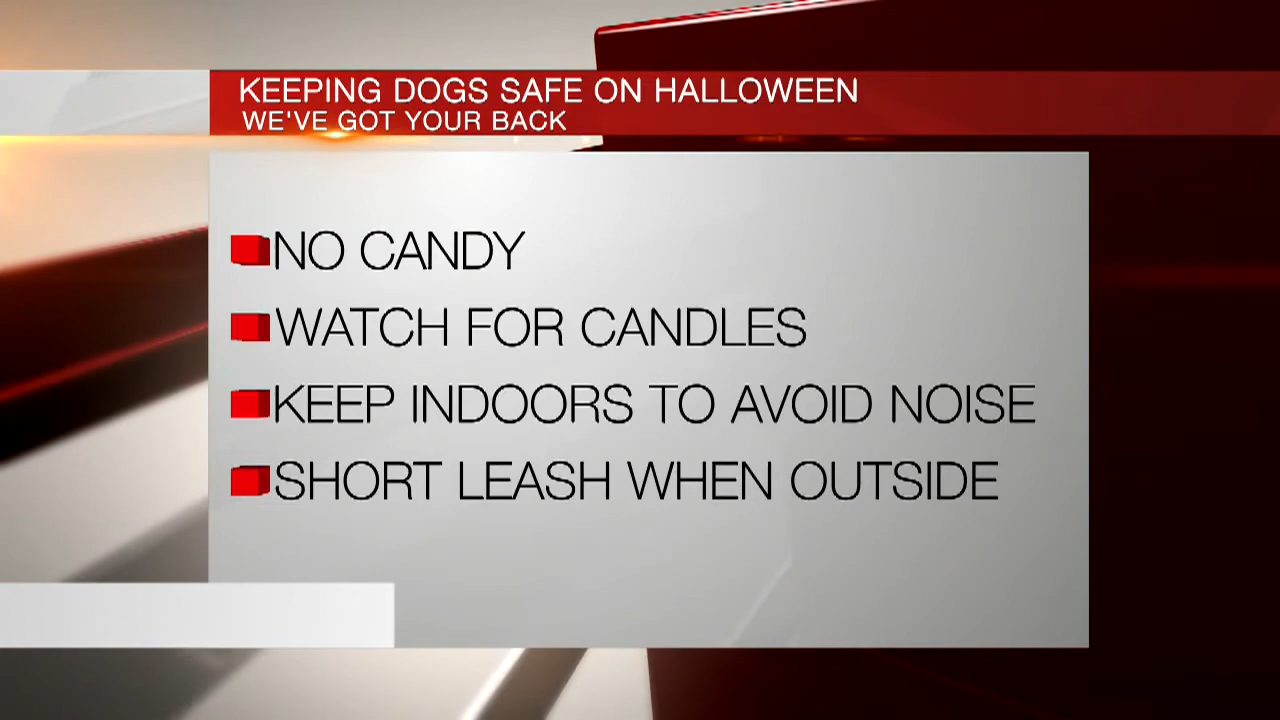 KEEPING DOGS SAFE ON HALLOWEEN
WE'VE GOT YOUR BACK
NO CANDY
WATCH FOR CANDLES
KEEP INDOORS TO AVOID NOISE
SHORT LEASH WHEN OUTSIDE